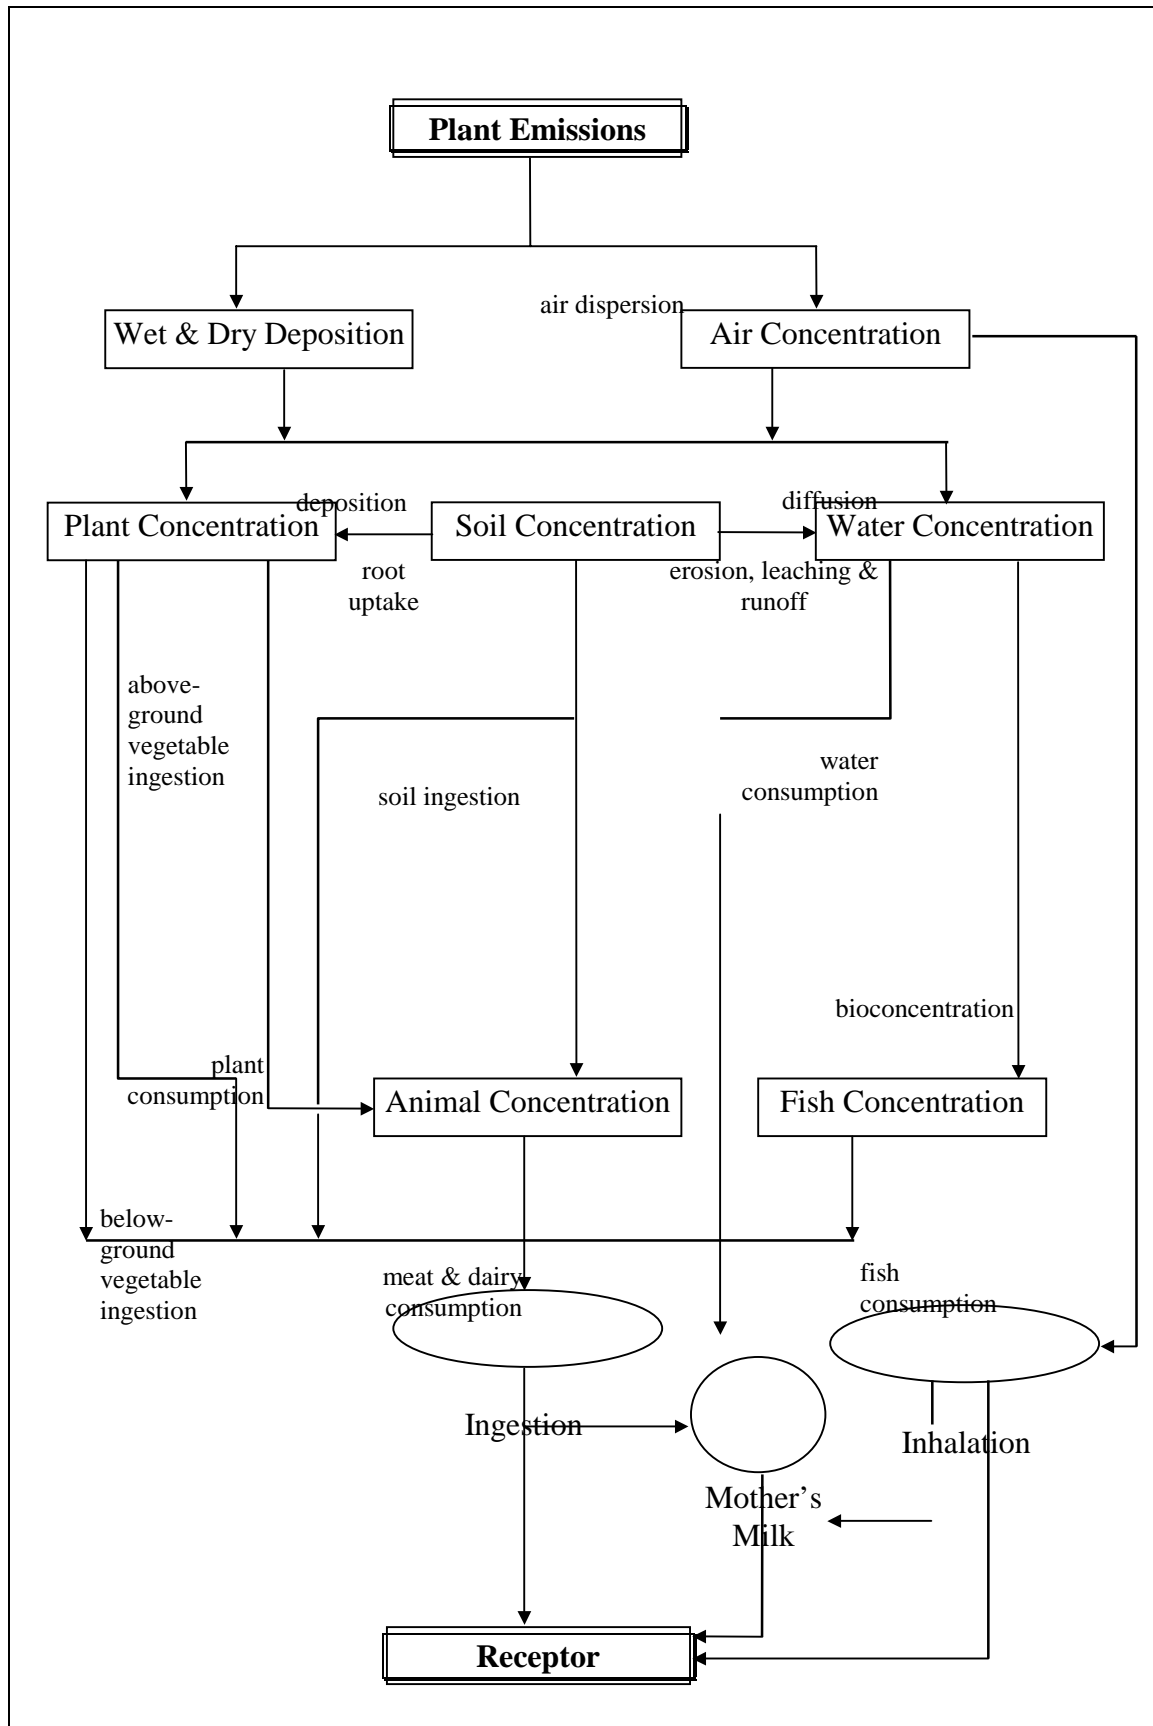 Plant Emissions
air dispersion
Wet & Dry Deposition
Air Concentration
deposition
diffusion
Plant Concentration
Soil Concentration
Water Concentration
root
uptake
erosion, leaching &
runoff
above-
ground
vegetable
ingestion
soil ingestion
water
consumption
bioconcentration
plant
consumption
Animal Concentration
Fish Concentration
below-
ground
vegetable
ingestion
meat & dairy
consumption
fish
consumption
Ingestion
Inhalation
Mother’s
Milk
Receptor